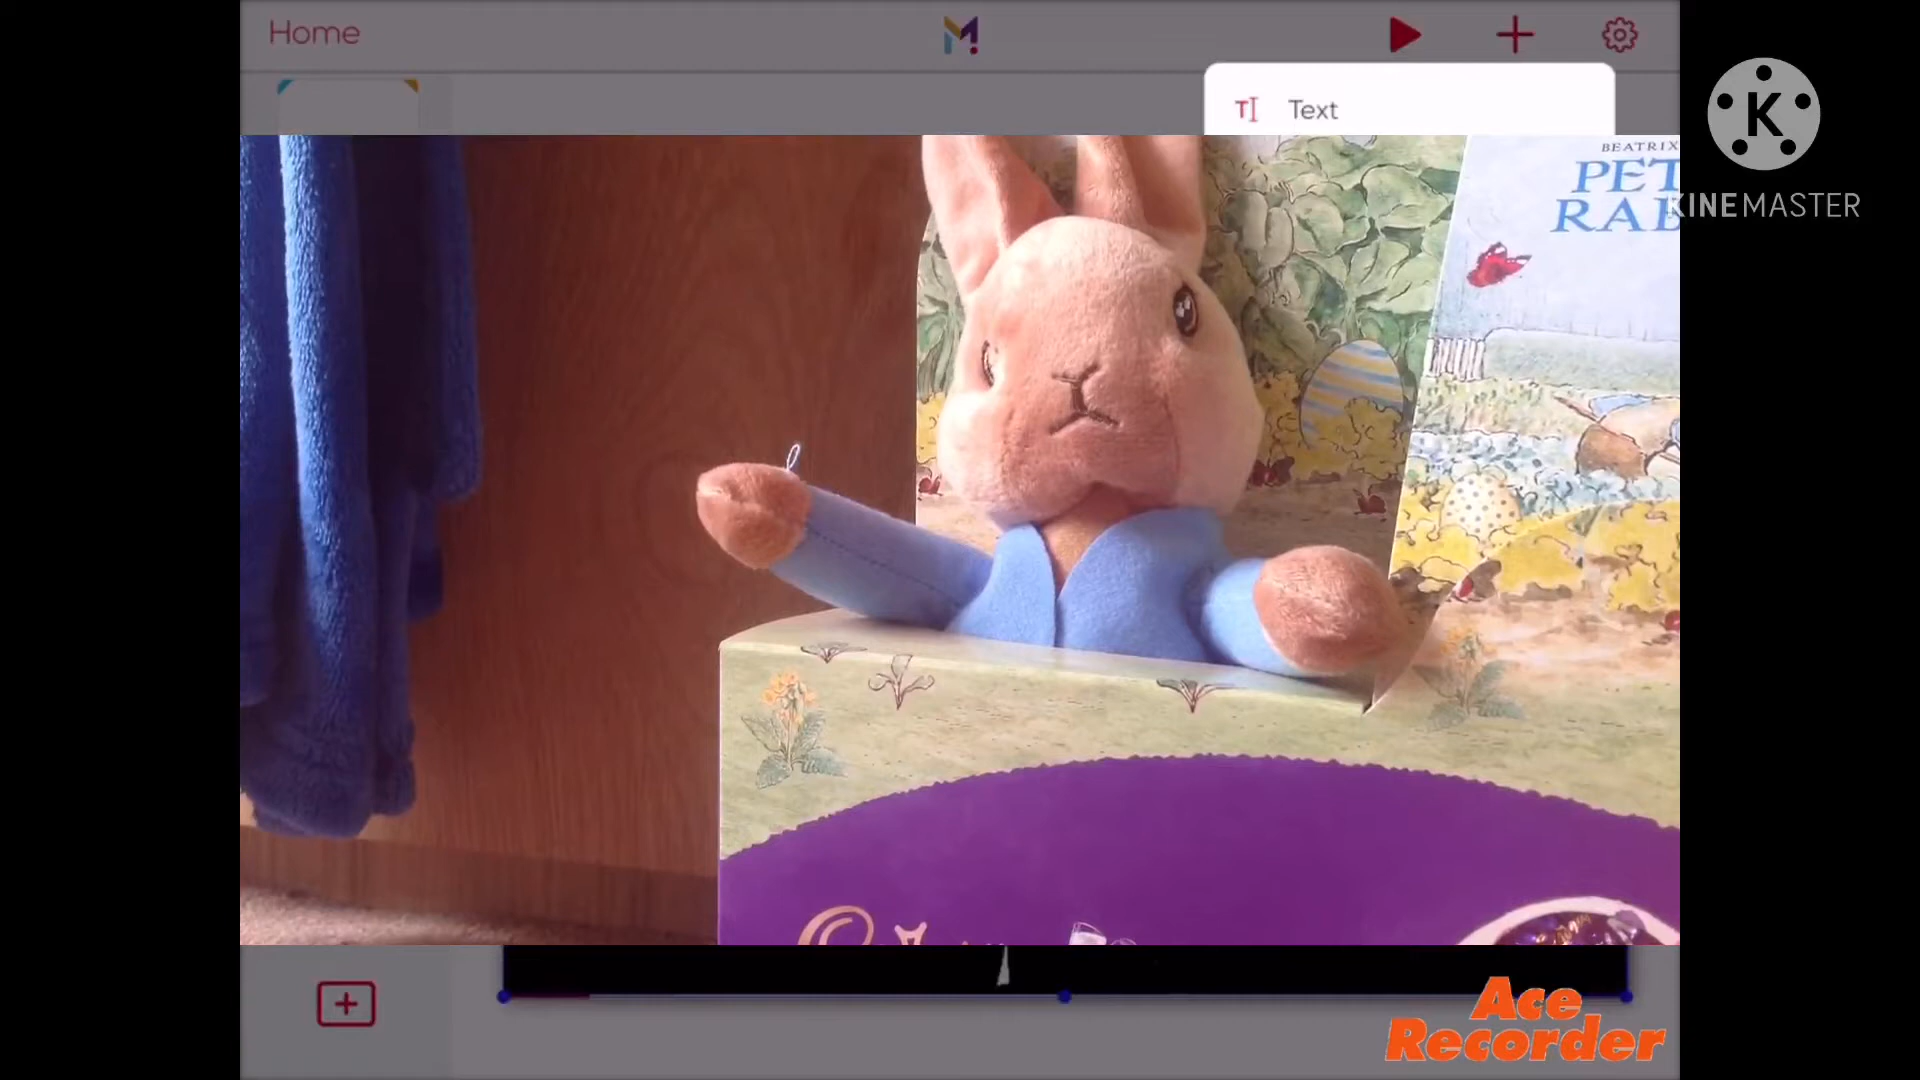 Home
Text
K
KINEMASTER
BEATRIX
PET
RAB
Ace
Recorder